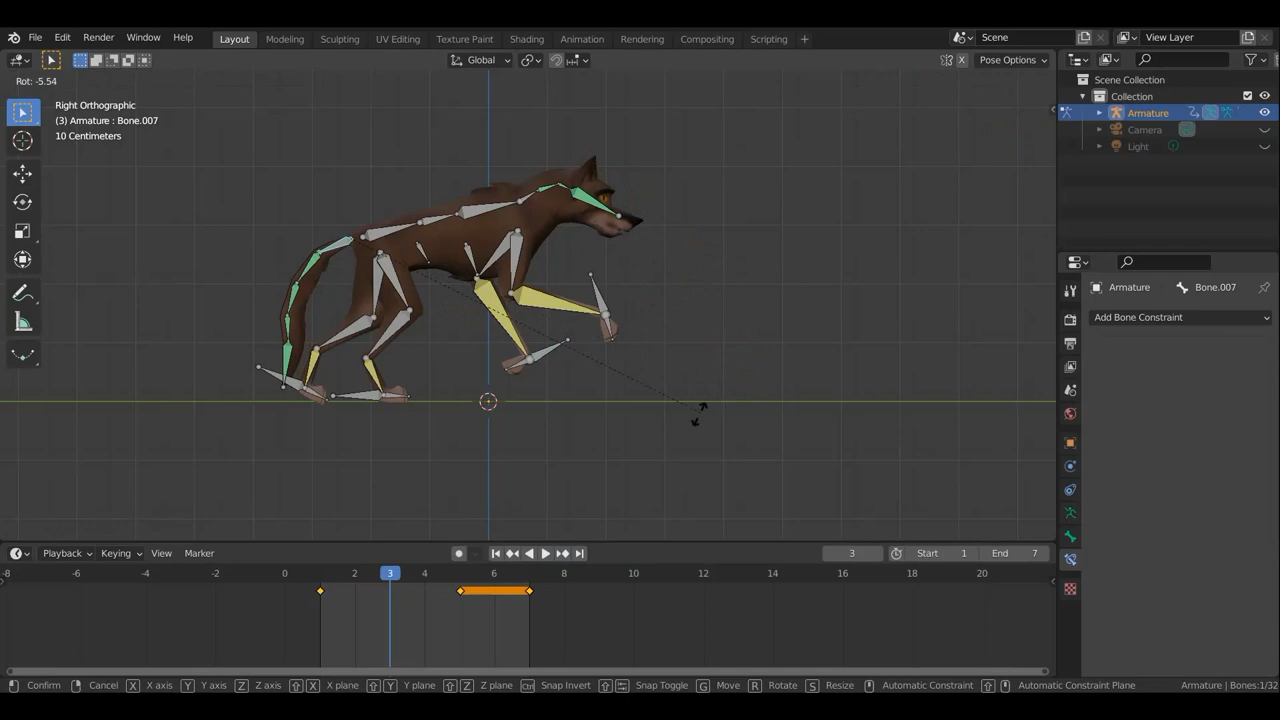 File Edit Render Window Help Layout Modeling Sculpting UV Editing Texture Paint Shading Animation Rendering Compositing Scripting + Scene View Layer
Global X Pose Options
Rot: -5.54
Right Orthographic
(3) Armature : Bone.007
10 Centimeters
Scene Collection
Collection
Armature
Camera
Light
Armature Bone.007
Add Bone Constraint
Playback Keying View Marker 3 Start 1 End 7
-8 -6 -4 -2 0 2 3 4 6 8 10 12 14 16 18 20
Confirm Cancel X X axis Y Y axis Z Z axis X X plane Y Y plane Z Z plane Ctrl Snap Invert Snap Toggle G Move R Rotate S Resize Automatic Constraint Automatic Constraint Plane Armature | Bones:1/32